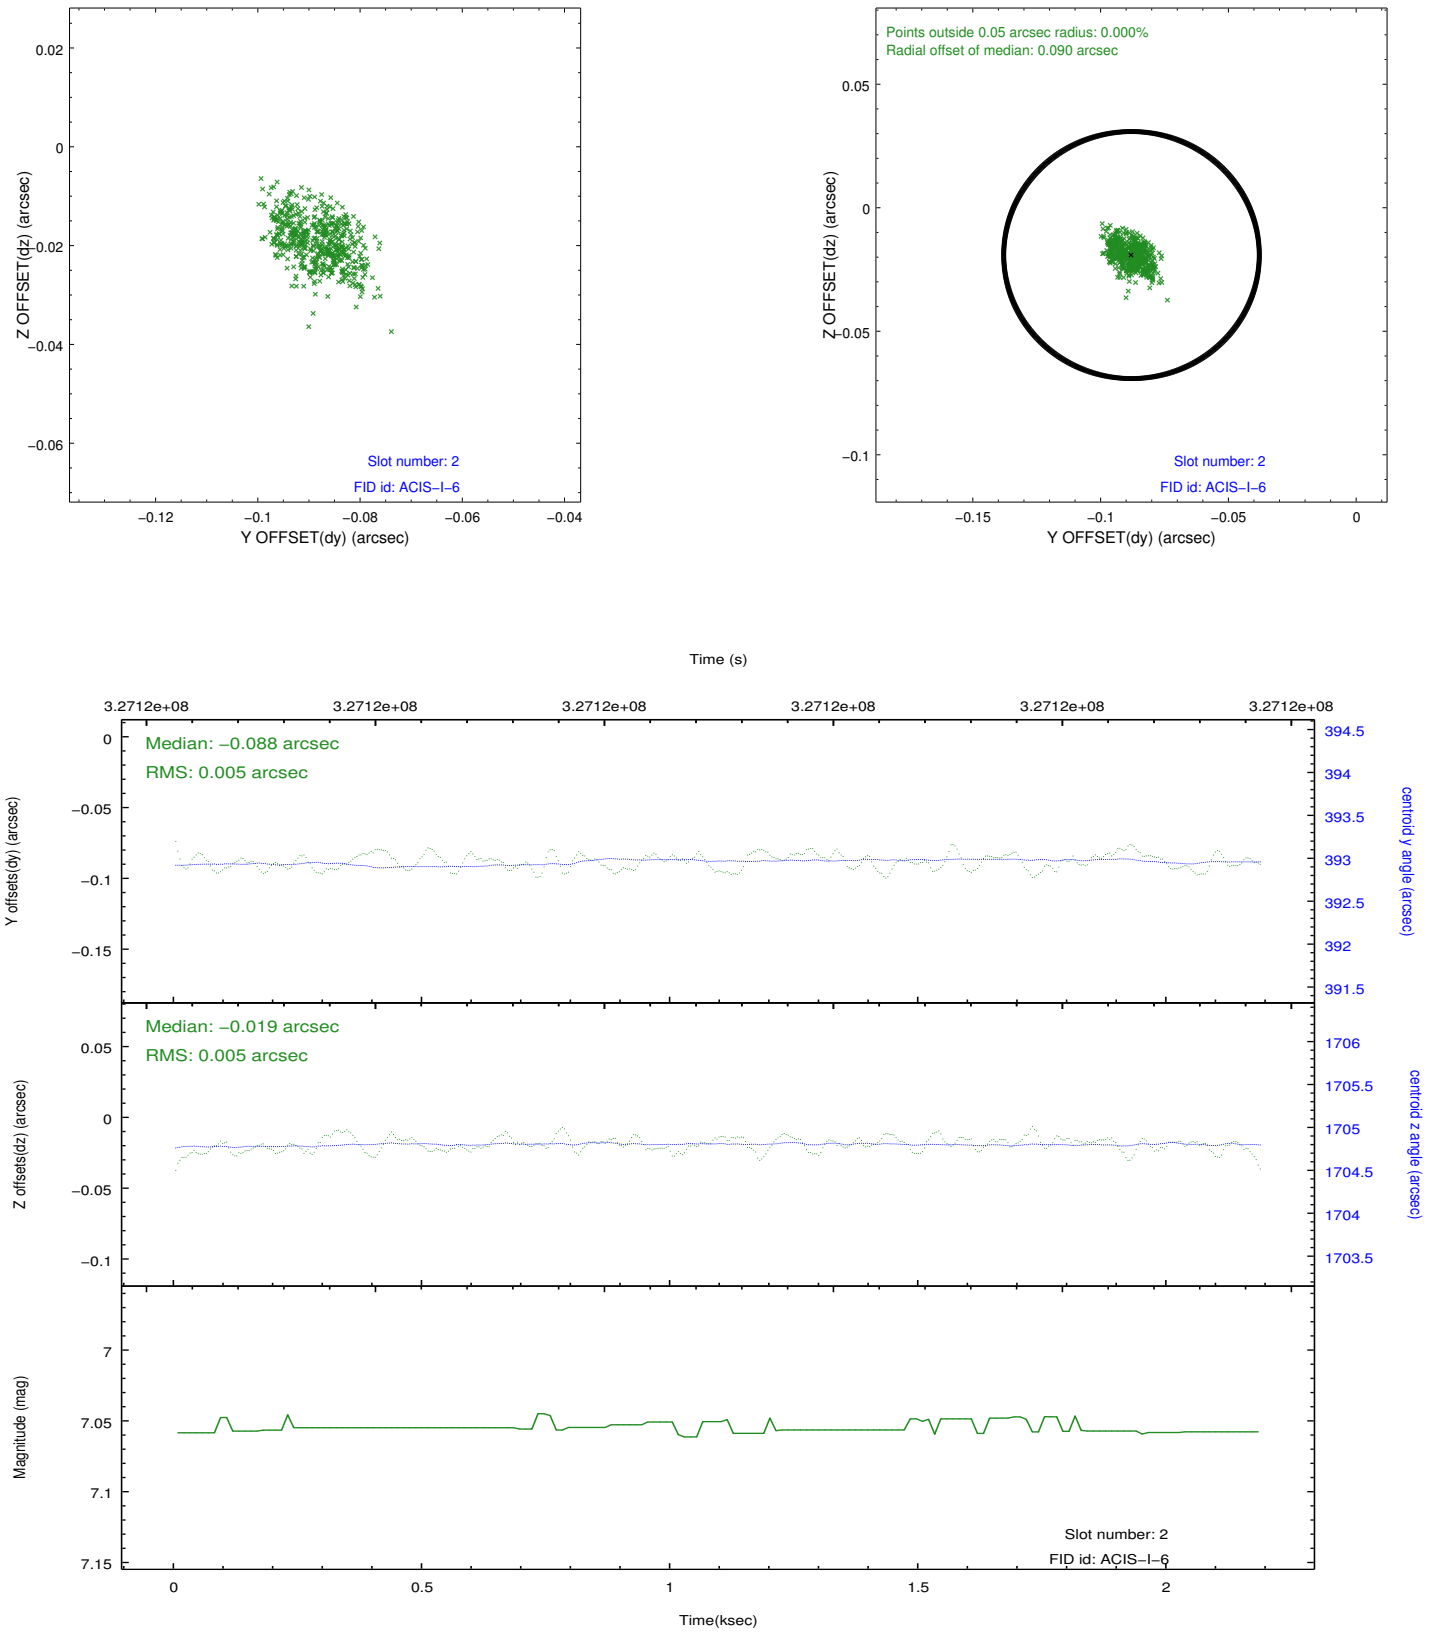 0.02
0
−0.02
−0.04
−0.06
Z OFFSET(dz) (arcsec)
Slot number: 2
FID id: ACIS−I−6
−0.12
−0.1
−0.08
−0.06
−0.04
Y OFFSET(dy) (arcsec)
Points outside 0.05 arcsec radius: 0.000%
Radial offset of median: 0.090 arcsec
0.05
0
−0.05
−0.1
Z OFFSET(dz) (arcsec)
Slot number: 2
FID id: ACIS−I−6
−0.15
−0.1
−0.05
0
Y OFFSET(dy) (arcsec)
Time (s)
3.2712e+08
3.2712e+08
3.2712e+08
3.2712e+08
3.2712e+08
3.2712e+08
Median: −0.088 arcsec
RMS: 0.005 arcsec
0
−0.05
−0.1
−0.15
Y offsets(dy) (arcsec)
394.5
394
393.5
393
392.5
392
391.5
centroid y angle (arcsec)
Median: −0.019 arcsec
RMS: 0.005 arcsec
0.05
0
−0.05
−0.1
Z offsets(dz) (arcsec)
1706
1705.5
1705
1704.5
1704
1703.5
centroid z angle (arcsec)
7
7.05
7.1
7.15
Magnitude (mag)
Slot number: 2
FID id: ACIS−I−6
0
0.5
1
1.5
2
Time(ksec)